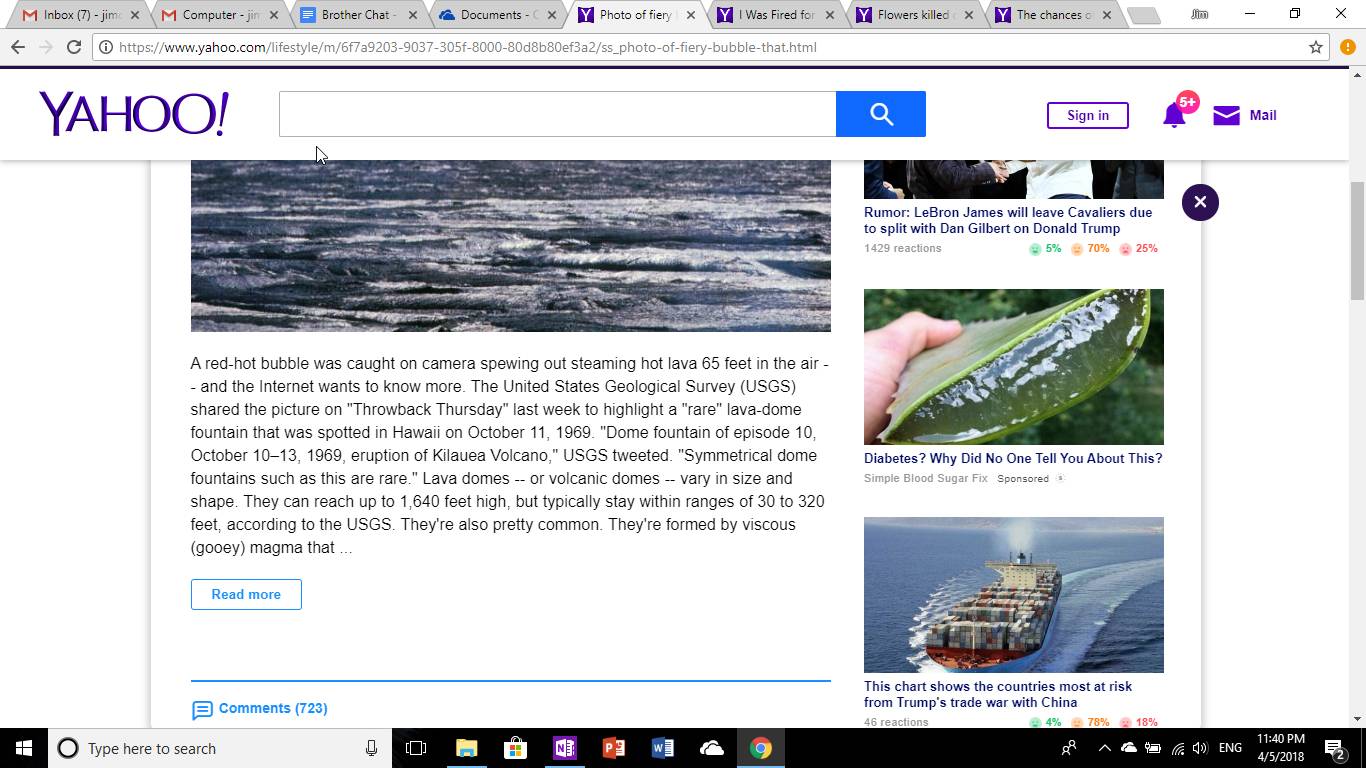 Inbox (7) - jimc
Computer - jim
Brother Chat -
Documents - O
Photo of fiery
I Was Fired for
Flowers killed
The chances o
Jim
https://www.yahoo.com/lifestyle/m/6f7a9203-9037-305f-8000-80d8b80ef3a2/ss_photo-of-fiery-bubble-that.html
YAHOO!
Sign in
5+
Mail
A red-hot bubble was caught on camera spewing out steaming hot lava 65 feet in the air -
- and the Internet wants to know more. The United States Geological Survey (USGS)
shared the picture on "Throwback Thursday" last week to highlight a "rare" lava-dome
fountain that was spotted in Hawaii on October 11, 1969. "Dome fountain of episode 10,
October 10–13, 1969, eruption of Kilauea Volcano," USGS tweeted. "Symmetrical dome
fountains such as this are rare." Lava domes -- or volcanic domes -- vary in size and
shape. They can reach up to 1,640 feet high, but typically stay within ranges of 30 to 320
feet, according to the USGS. They're also pretty common. They're formed by viscous
(gooey) magma that ...
Read more
Comments (723)
Rumor: LeBron James will leave Cavaliers due
to split with Dan Gilbert on Donald Trump
1429 reactions 5% 70% 25%
Diabetes? Why Did No One Tell You About This?
Simple Blood Sugar Fix Sponsored
This chart shows the countries most at risk
from Trump's trade war with China
46 reactions 4% 78% 18%
Type here to search
ENG
11:40 PM
4/5/2018
2